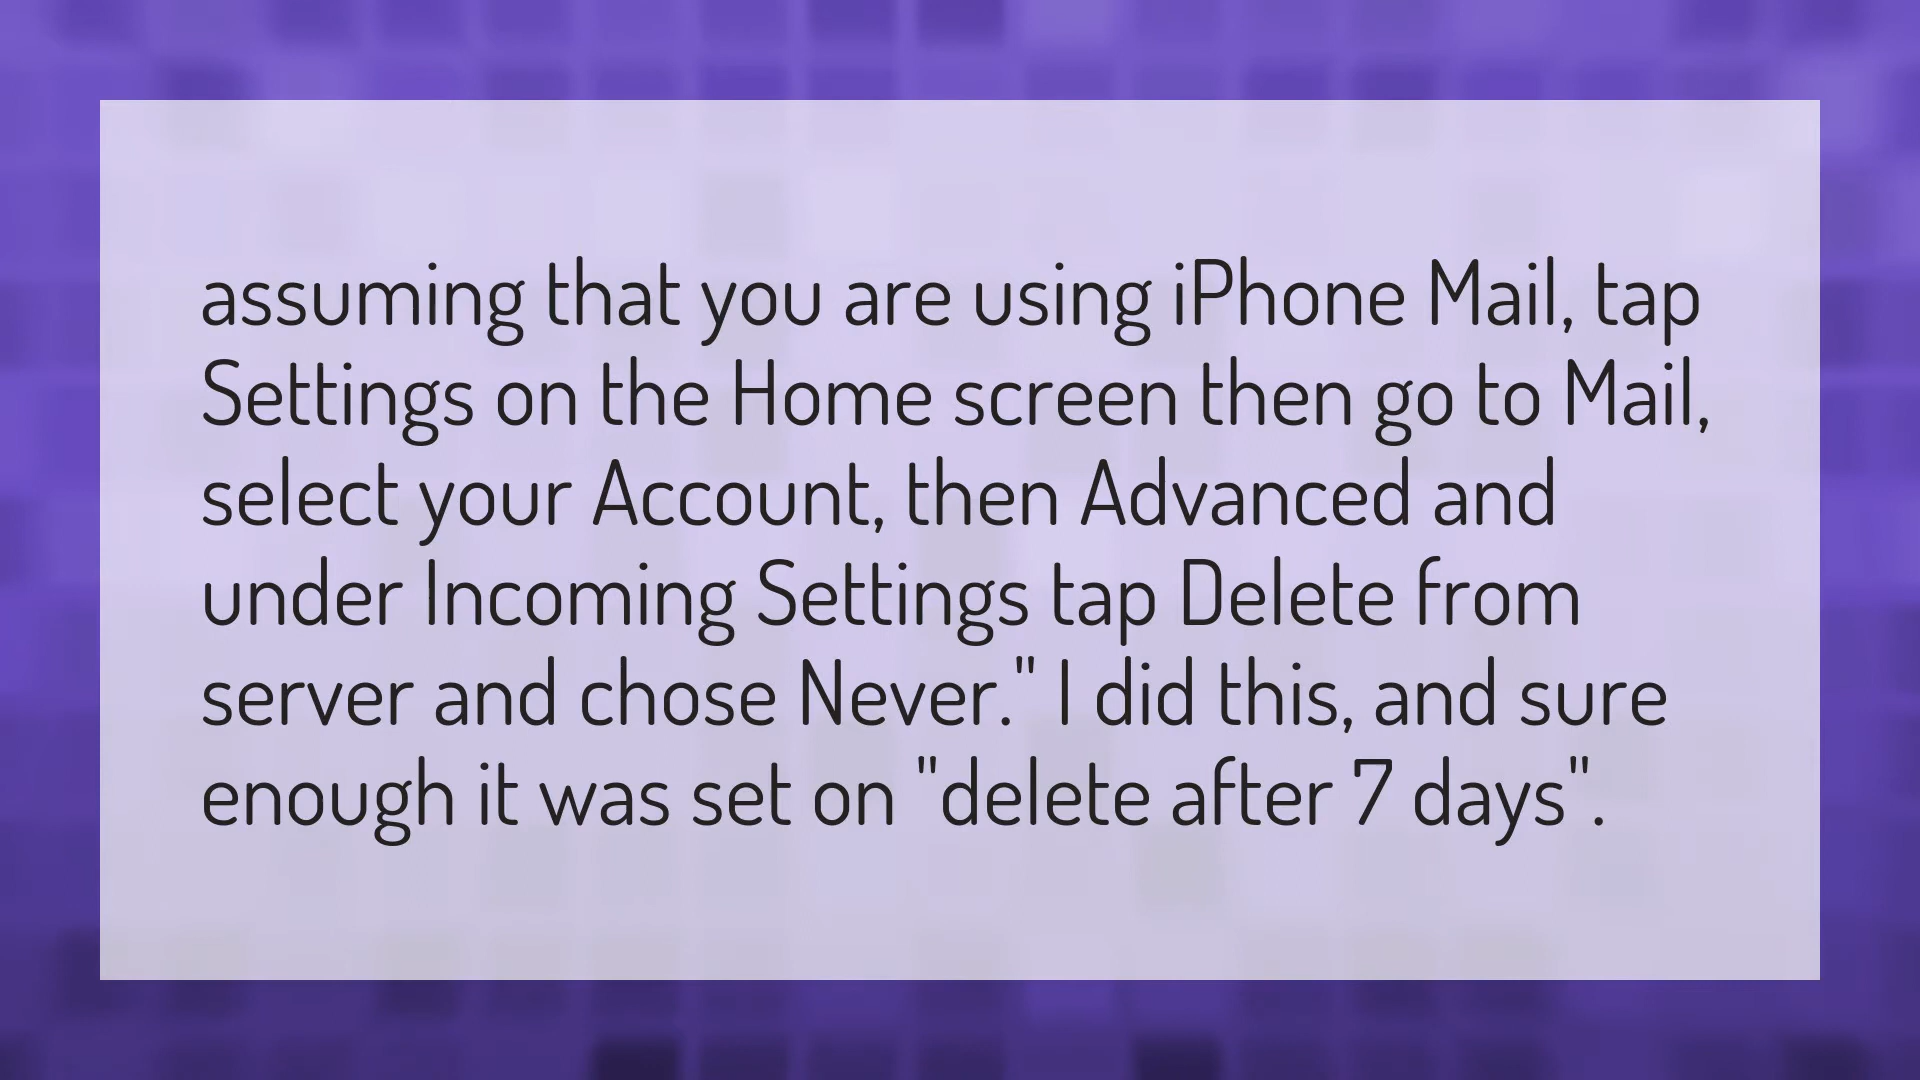 assuming that you are using iPhone Mail, tap
Settings on the Home screen then go to Mail,
select your Account, then Advanced and
under Incoming Settings tap Delete from
server and chose Never." I did this, and sure
enough it was set on "delete after 7 days".